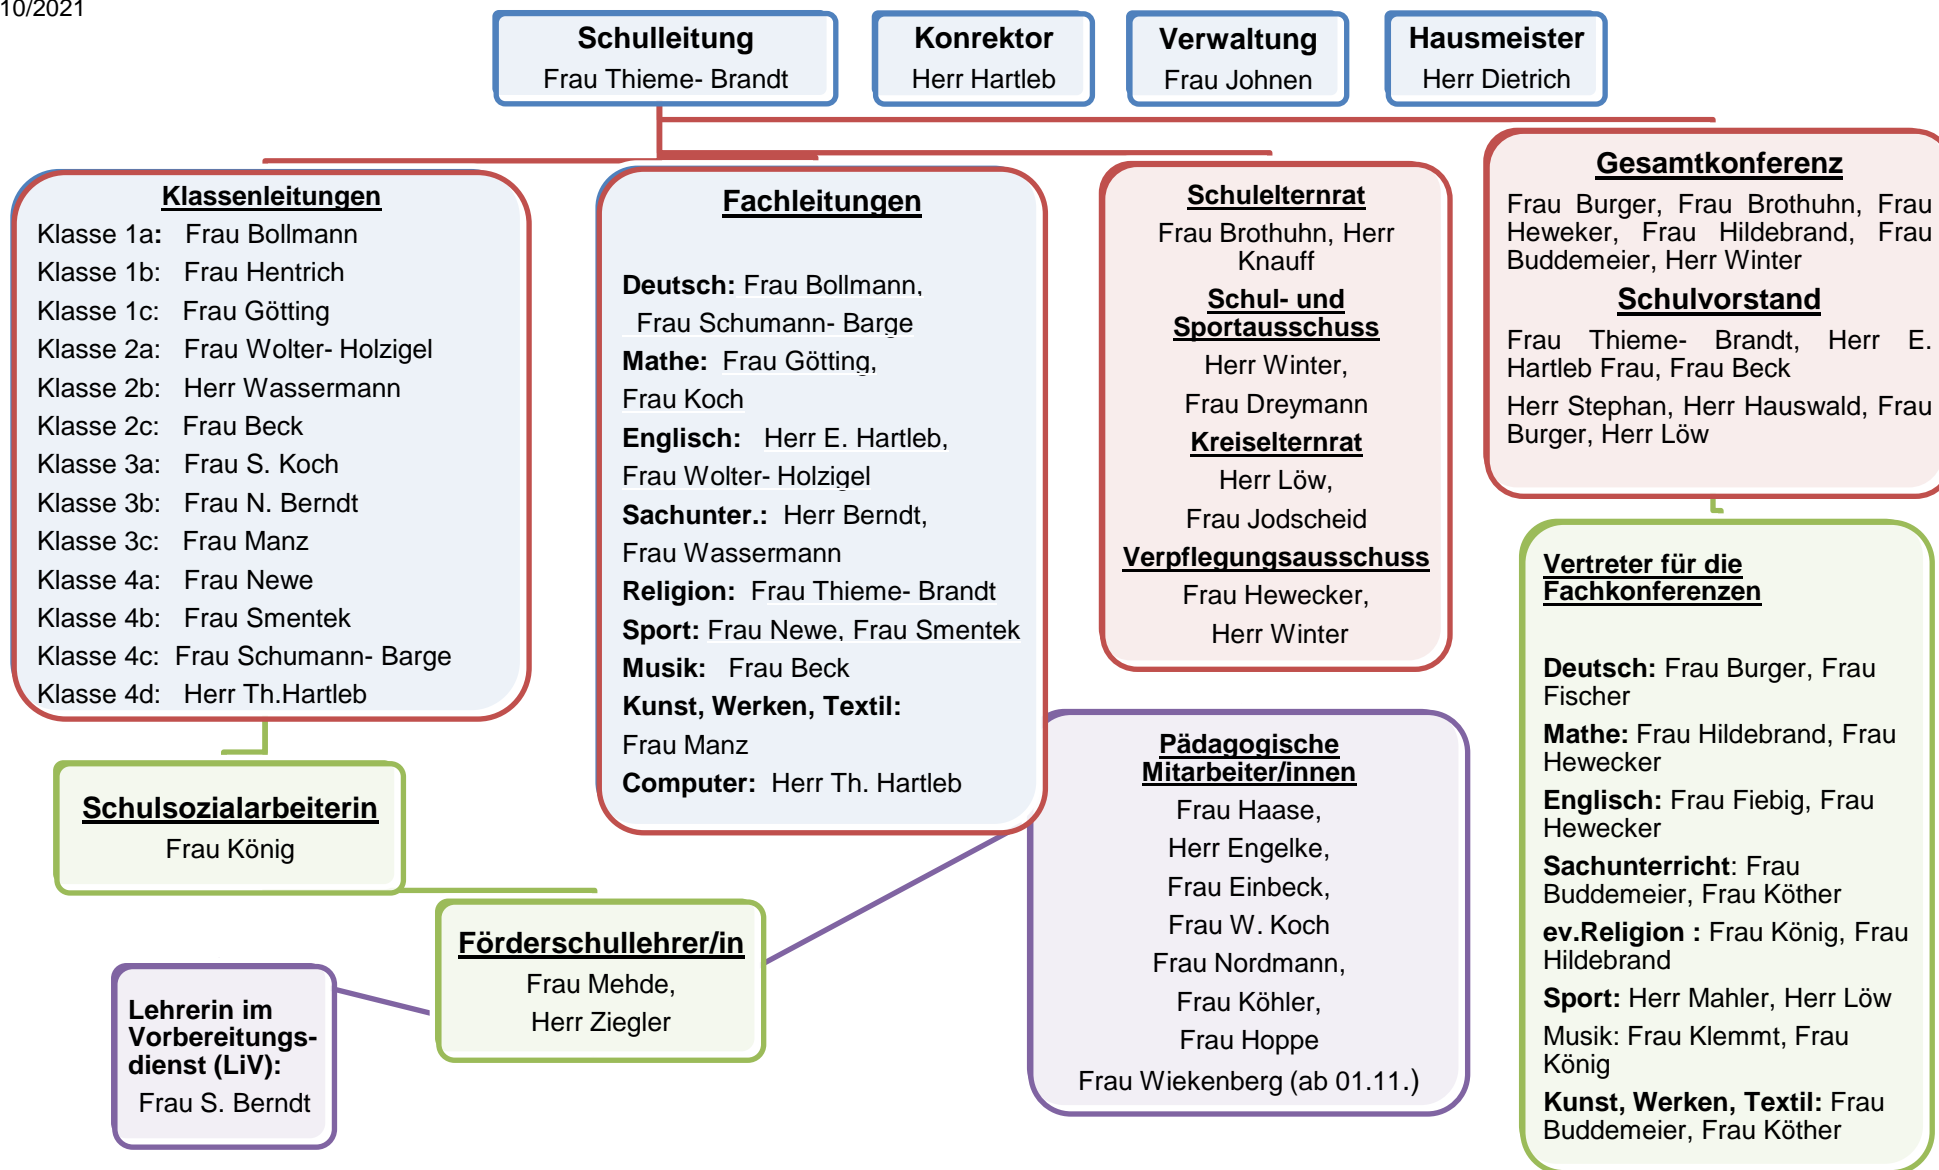 10/2021
Schulleitung
Frau Thieme- Brandt
Konrektor
Herr Hartleb
Verwaltung
Frau Johnen
Hausmeister
Herr Dietrich
Klassenleitungen
Klasse 1a: Frau Bollmann
Klasse 1b: Frau Hentrich
Klasse 1c: Frau Götting
Klasse 2a: Frau Wolter- Holzigel
Klasse 2b: Herr Wassermann
Klasse 2c: Frau Beck
Klasse 3a: Frau S. Koch
Klasse 3b: Frau N. Berndt
Klasse 3c: Frau Manz
Klasse 4a: Frau Newe
Klasse 4b: Frau Smentek
Klasse 4c: Frau Schumann- Barge
Klasse 4d: Herr Th.Hartleb
Fachleitungen
Deutsch: Frau Bollmann,
Frau Schumann- Barge
Mathe: Frau Götting,
Frau Koch
Englisch: Herr E. Hartleb,
Frau Wolter- Holzigel
Sachunter.: Herr Berndt,
Frau Wassermann
Religion: Frau Thieme- Brandt
Sport: Frau Newe, Frau Smentek
Musik: Frau Beck
Kunst, Werken, Textil:
Frau Manz
Computer: Herr Th. Hartleb
Schulelternrat
Frau Brothuhn, Herr
Knauff
Schul- und
Sportausschuss
Herr Winter,
Frau Dreymann
Kreiselternrat
Herr Löw,
Frau Jodscheid
Verpflegungsausschuss
Frau Hewecker,
Herr Winter
Gesamtkonferenz
Frau Burger, Frau Brothuhn, Frau
Heweker, Frau Hildebrand, Frau
Buddemeier, Herr Winter
Schulvorstand
Frau Thieme- Brandt, Herr E.
Hartleb Frau, Frau Beck
Herr Stephan, Herr Hauswald, Frau
Burger, Herr Löw
Schulsozialarbeiterin
Frau König
Förderschullehrer/in
Frau Mehde,
Herr Ziegler
Lehrerin im
Vorbereitungs-
dienst (LiV):
Frau S. Berndt
Pädagogische
Mitarbeiter/innen
Frau Haase,
Herr Engelke,
Frau Einbeck,
Frau W. Koch
Frau Nordmann,
Frau Köhler,
Frau Hoppe
Frau Wiekenberg (ab 01.11.)
Vertreter für die
Fachkonferenzen
Deutsch: Frau Burger, Frau
Fischer
Mathe: Frau Hildebrand, Frau
Hewecker
Englisch: Frau Fiebig, Frau
Hewecker
Sachunterricht: Frau
Buddemeier, Frau Köther
ev.Religion : Frau König, Frau
Hildebrand
Sport: Herr Mahler, Herr Löw
Musik: Frau Klemmt, Frau
König
Kunst, Werken, Textil: Frau
Buddemeier, Frau Köther